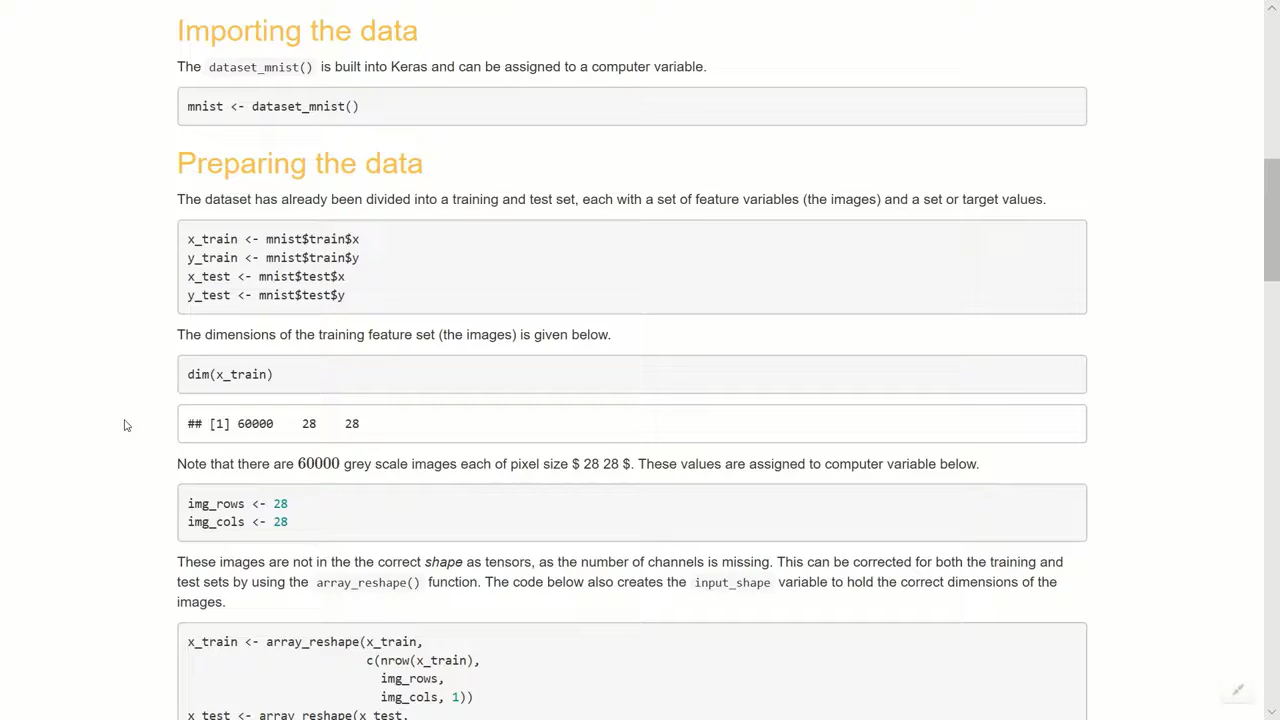 Importing the data
The dataset_mnist() is built into Keras and can be assigned to a computer variable.
mnist <- dataset_mnist()
Preparing the data
The dataset has already been divided into a training and test set, each with a set of feature variables (the images) and a set or target values.
x_train <- mnist$train$x
y_train <- mnist$train$y
x_test <- mnist$test$x
y_test <- mnist$test$y
The dimensions of the training feature set (the images) is given below.
dim(x_train)
## [1] 60000    28    28
Note that there are 60000 grey scale images each of pixel size $ 28 28 $. These values are assigned to computer variable below.
img_rows <- 28
img_cols <- 28
These images are not in the the correct shape as tensors, as the number of channels is missing. This can be corrected for both the training and
test sets by using the array_reshape() function. The code below also creates the input_shape variable to hold the correct dimensions of the
images.
x_train <- array_reshape(x_train,
c(nrow(x_train),
img_rows,
img_cols, 1))
x_test <- array_reshape(x_test,